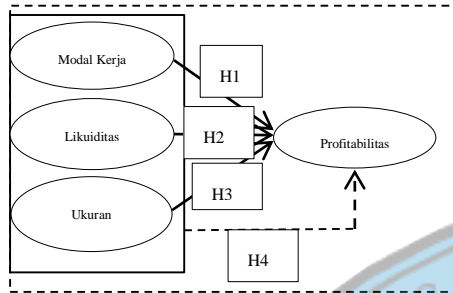 Modal Kerja
H1
Likuiditas
H2
Profitabilitas
H3
Ukuran
H4